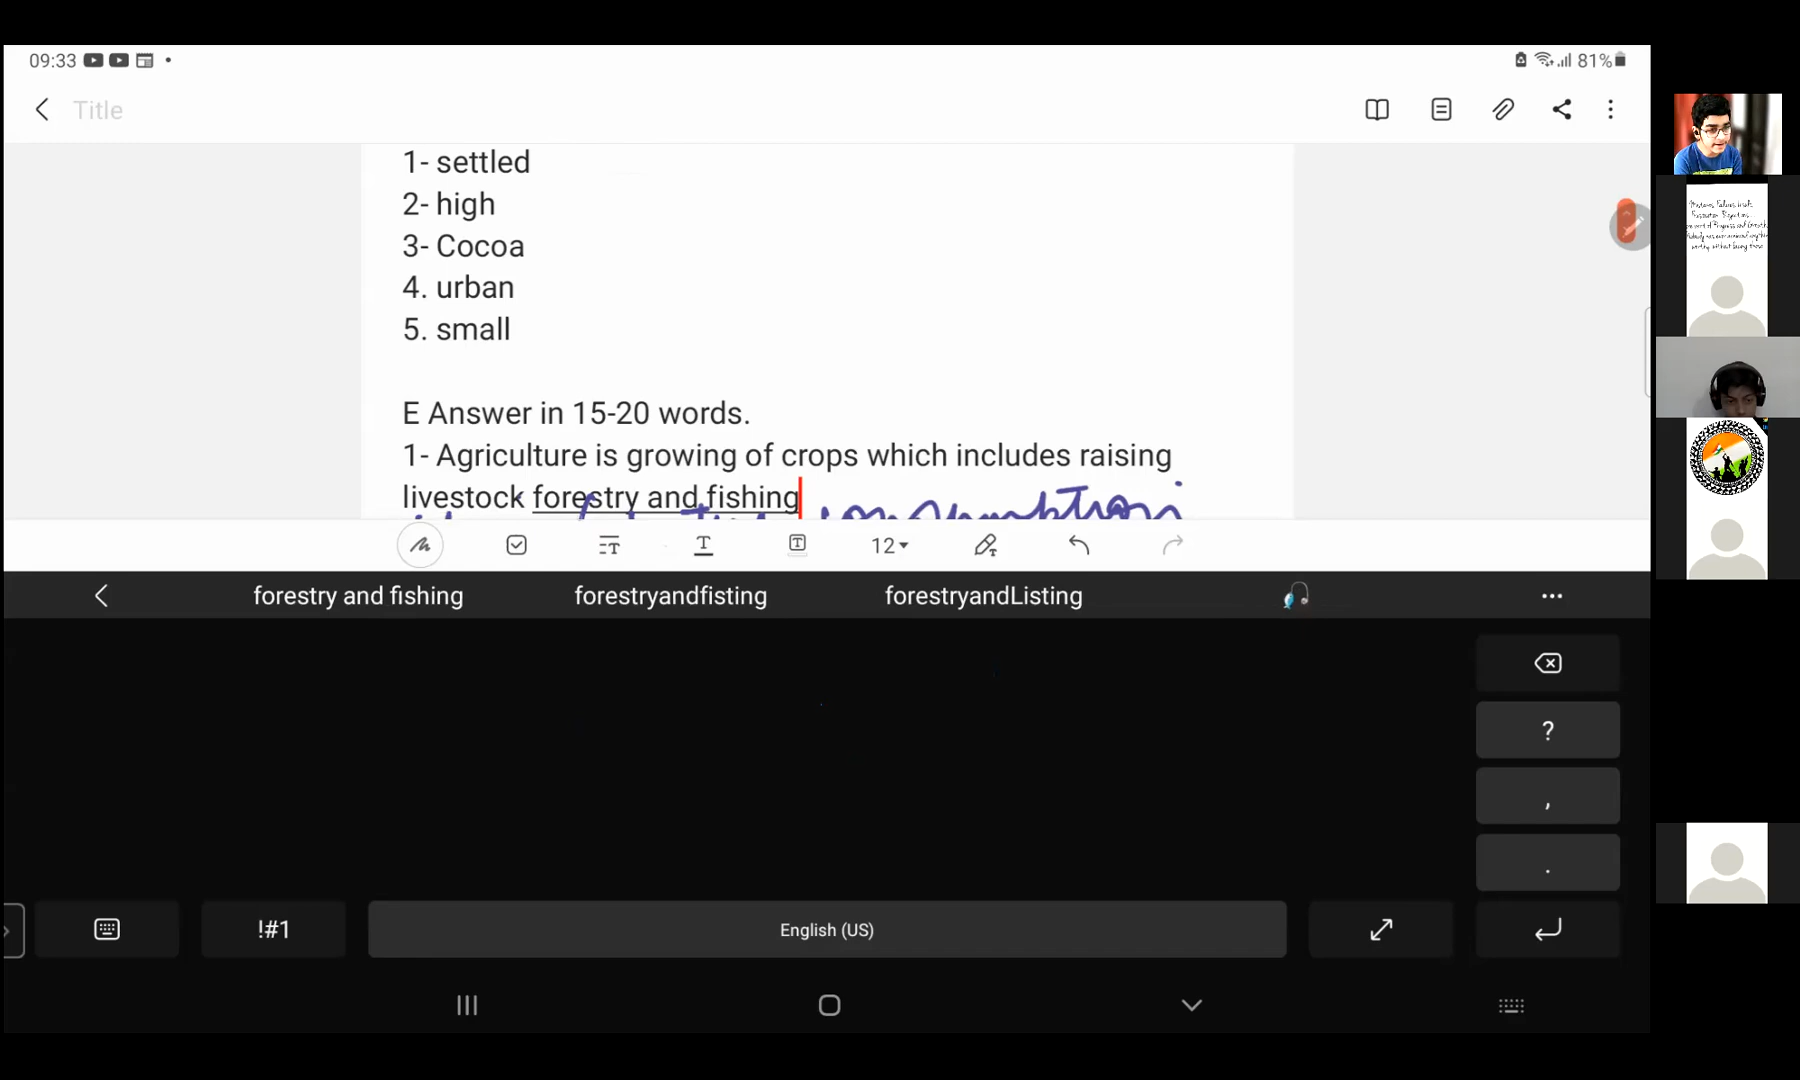 09:33
81%
Title
1- settled
2- high
3- Cocoa
4. urban
5. small
E Answer in 15-20 words.
1- Agriculture is growing of crops which includes raising
livestock forestry and fishing
consumption
T
T
T
12
T
forestry and fishing
forestryandfisting
forestryandListing
?
,
.
!#1
English (US)